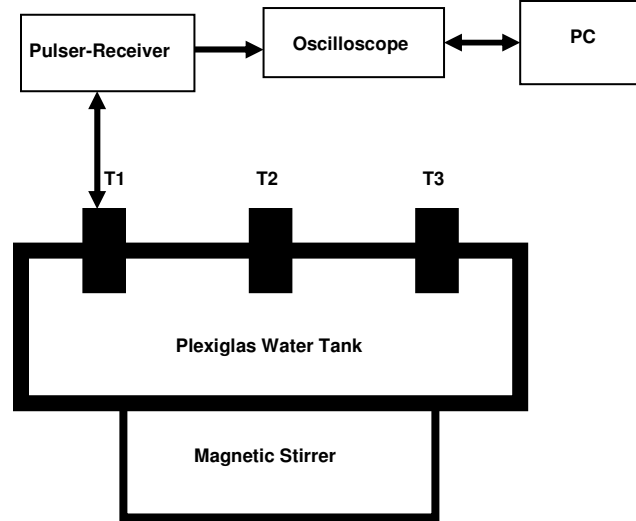 Pulser-Receiver
Oscilloscope
PC
T1
T2
T3
Plexiglas Water Tank
Magnetic Stirrer